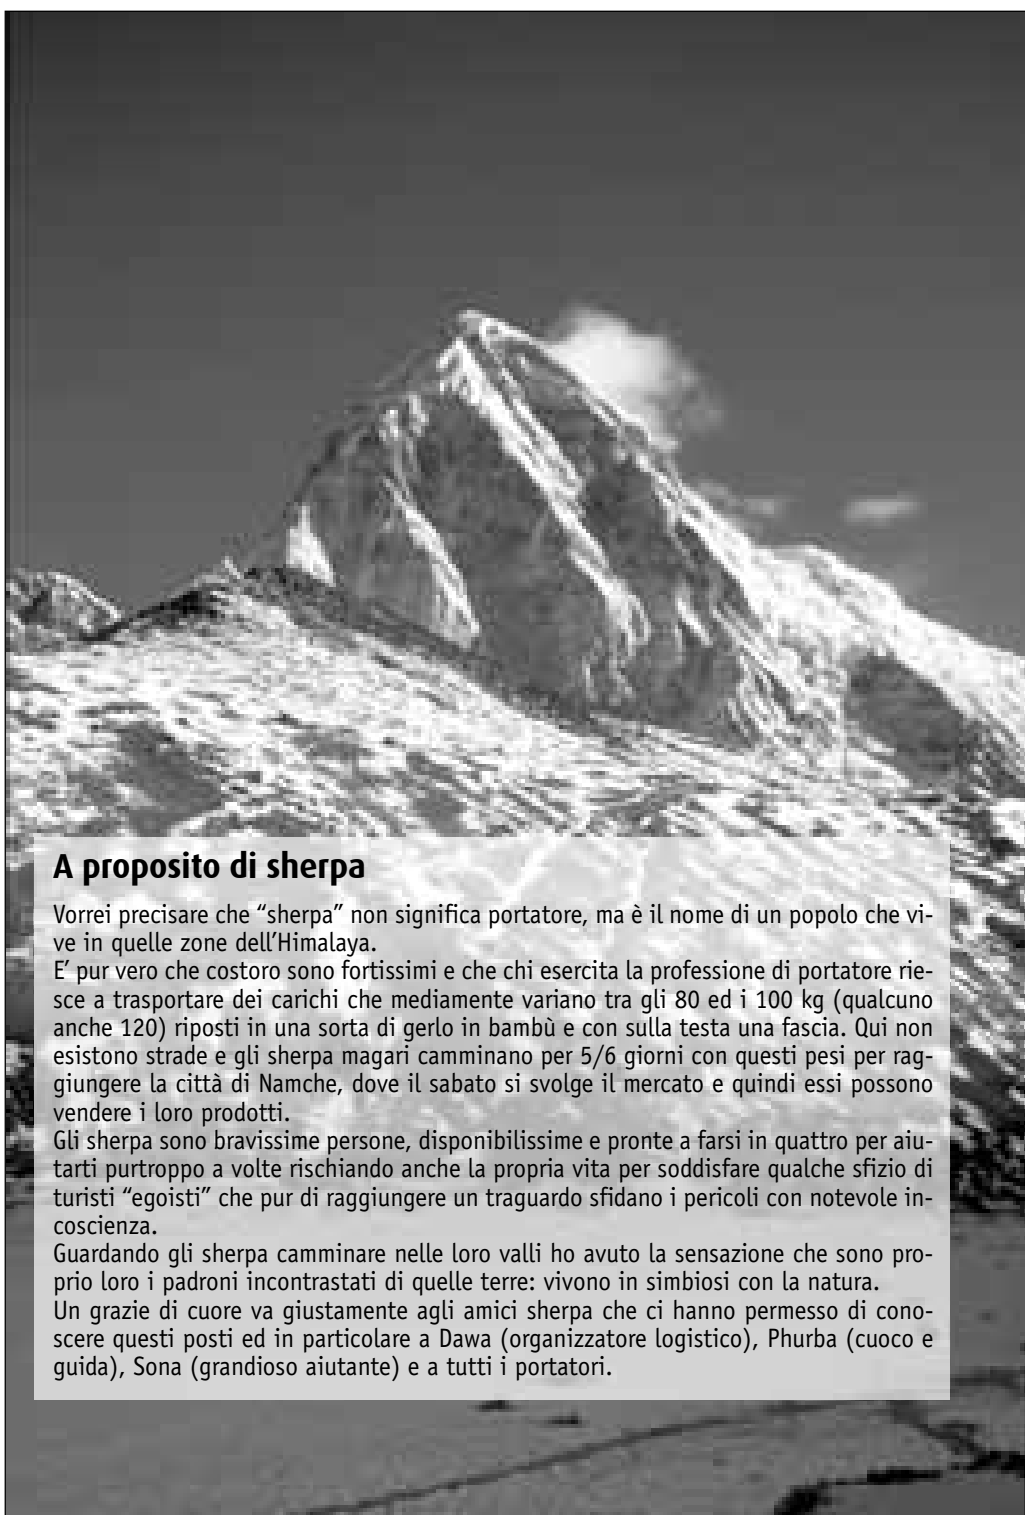 A proposito di sherpa
Vorrei precisare che “sherpa” non significa portatore, ma è il nome di un popolo che vi-
ve in quelle zone dell’Himalaya.
E’ pur vero che costoro sono fortissimi e che chi esercita la professione di portatore rie-
sce a trasportare dei carichi che mediamente variano tra gli 80 ed i 100 kg (qualcuno
anche 120) riposti in una sorta di gerlo in bambù e con sulla testa una fascia. Qui non
esistono strade e gli sherpa magari camminano per 5/6 giorni con questi pesi per rag-
giungere la città di Namche, dove il sabato si svolge il mercato e quindi essi possono
vendere i loro prodotti.
Gli sherpa sono bravissime persone, disponibilissime e pronte a farsi in quattro per aiu-
tarti purtroppo a volte rischiando anche la propria vita per soddisfare qualche sfizio di
turisti “egoisti” che pur di raggiungere un traguardo sfidano i pericoli con notevole in-
coscienza.
Guardando gli sherpa camminare nelle loro valli ho avuto la sensazione che sono pro-
prio loro i padroni incontrastati di quelle terre: vivono in simbiosi con la natura.
Un grazie di cuore va giustamente agli amici sherpa che ci hanno permesso di cono-
scere questi posti ed in particolare a Dawa (organizzatore logistico), Phurba (cuoco e
guida), Sona (grandioso aiutante) e a tutti i portatori.